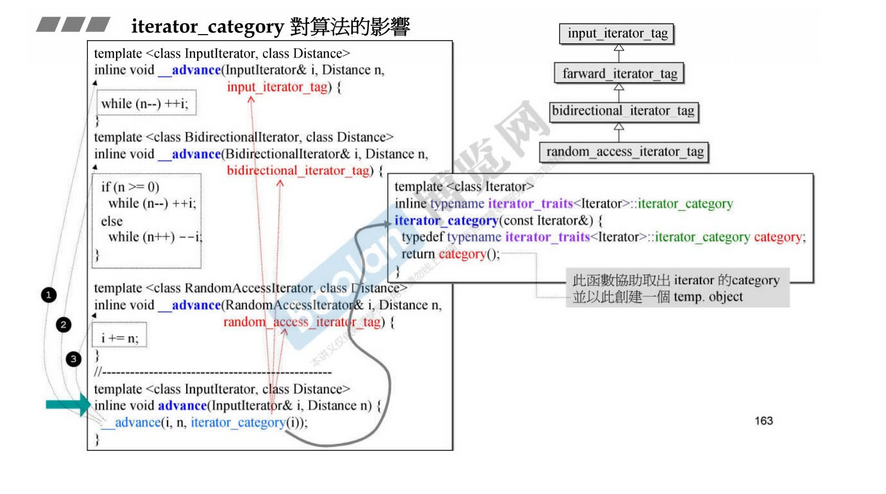 iterator_category 對算法的影響
template <class InputIterator, class Distance>
inline void __advance(InputIterator& i, Distance n,
input_iterator_tag) {
while (n--) ++i;
}
template <class BidirectionalIterator, class Distance>
inline void __advance(BidirectionalIterator& i, Distance n,
bidirectional_iterator_tag) {
if (n >= 0)
while (n--) ++i;
else
while (n++) --i;
}
template <class RandomAccessIterator, class Distance>
inline void __advance(RandomAccessIterator& i, Distance n,
random_access_iterator_tag) {
i += n;
}
//-------------------------------------------------
template <class InputIterator, class Distance>
inline void advance(InputIterator& i, Distance n) {
__advance(i, n, iterator_category(i));
}
1
2
3
input_iterator_tag
farward_iterator_tag
bidirectional_iterator_tag
random_access_iterator_tag
template <class Iterator>
inline typename iterator_traits<Iterator>::iterator_category
iterator_category(const Iterator&) {
typedef typename iterator_traits<Iterator>::iterator_category category;
return category();
}
此函數協助取出 iterator 的category
並以此創建一個 temp. object
Boolan
博览网
163